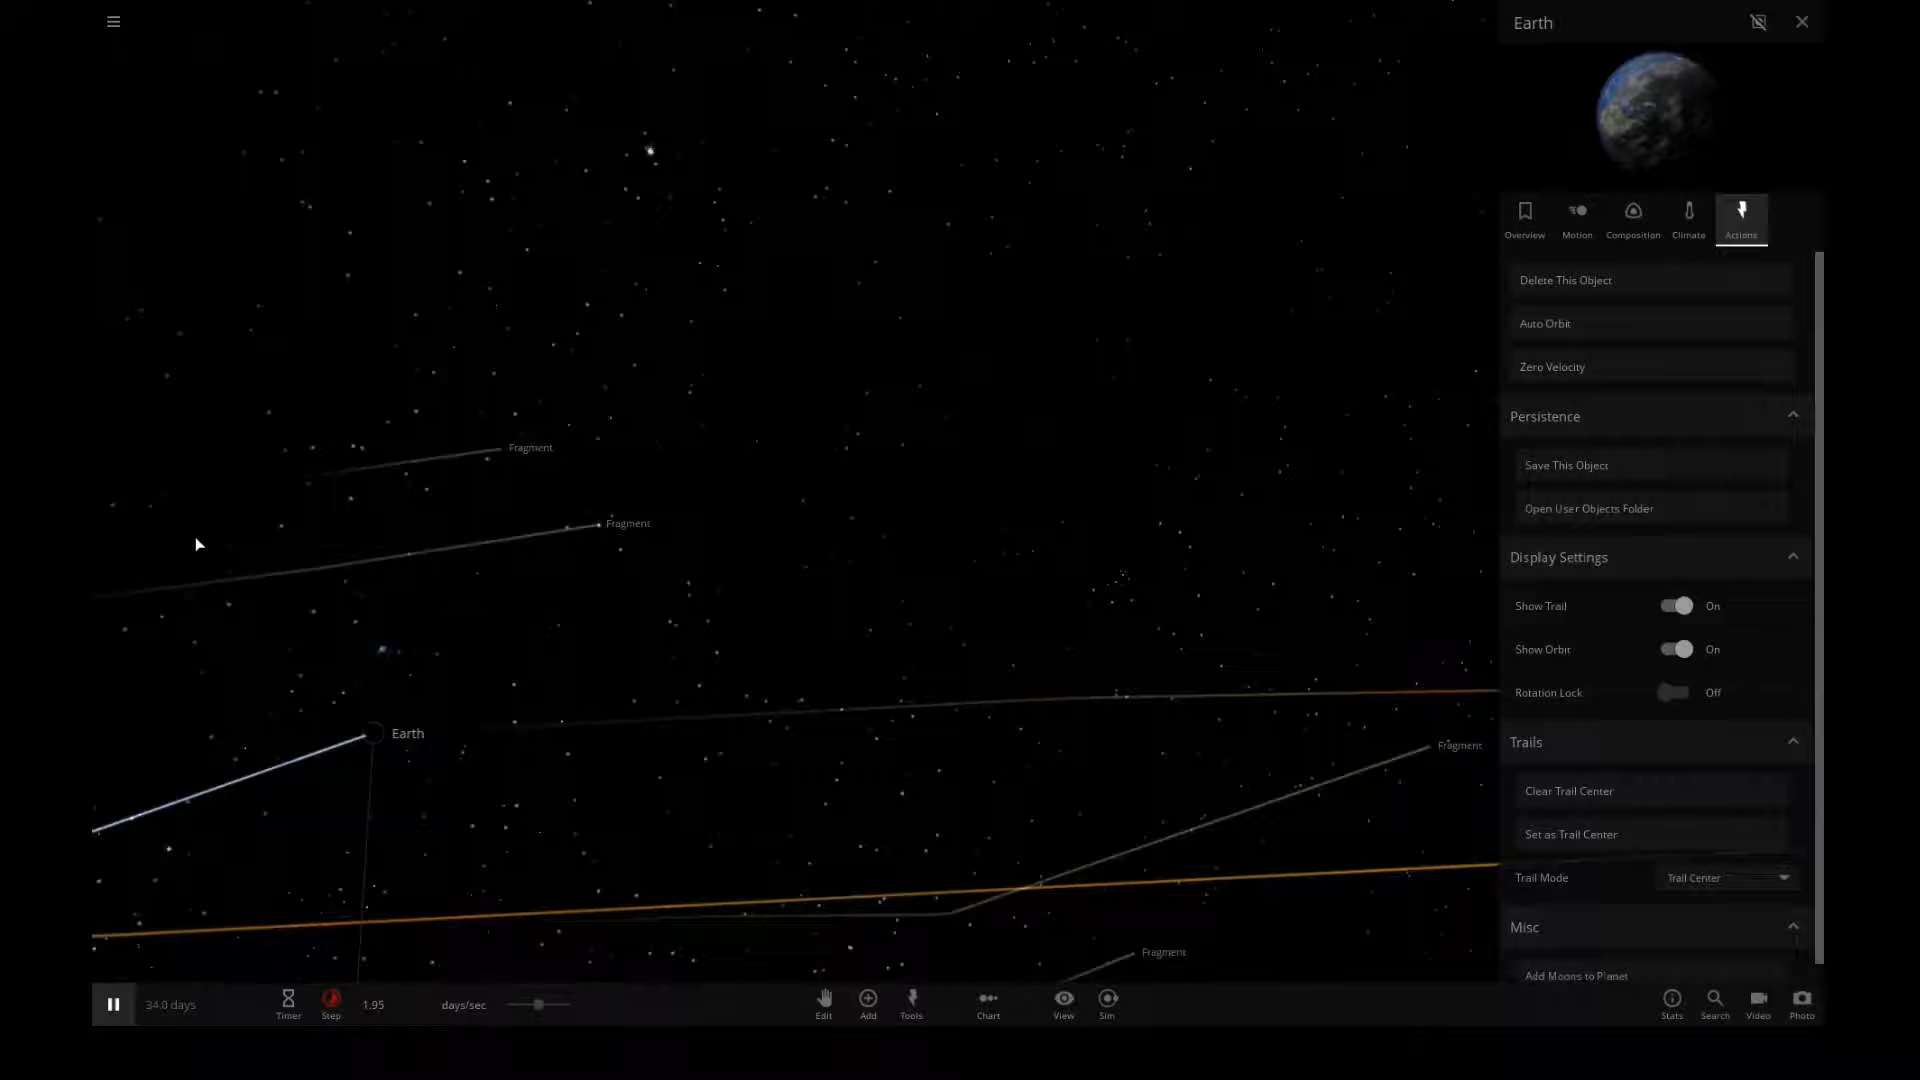 Earth
Overview
Motion
Composition
Climate
Actions
Delete This Object
Auto Orbit
Zero Velocity
Persistence
Fragment
Save This Object
Open User Objects Folder
Fragment
Display Settings
Show Trail
On
Show Orbit
On
Rotation Lock
Off
Earth
Trails
Fragment
Clear Trail Center
Set as Trail Center
Trail Mode
Trail Center
Misc
Fragment
Add Moons to Planet
34.0 days
Timer
Step
1.95
days/sec
Edit
Add
Tools
Chart
View
Sim
Stats
Search
Video
Photo